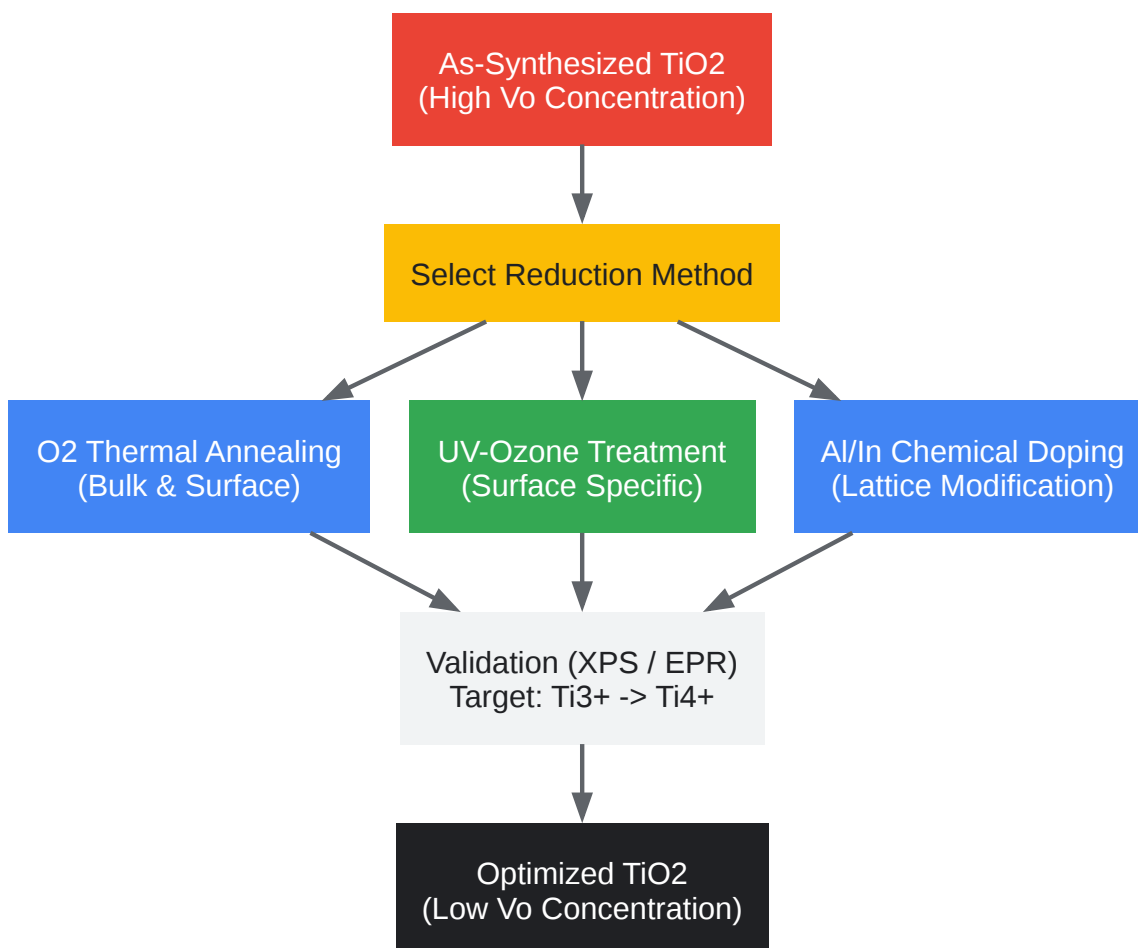 As-Synthesized TiO2
(High Vo Concentration)
Select Reduction Method
O2 Thermal Annealing
(Bulk & Surface)
UV-Ozone Treatment
(Surface Specific)
Al/In Chemical Doping
(Lattice Modification)
Validation (XPS / EPR)
Target: Ti3+ -> Ti4+
Optimized TiO2
(Low Vo Concentration)